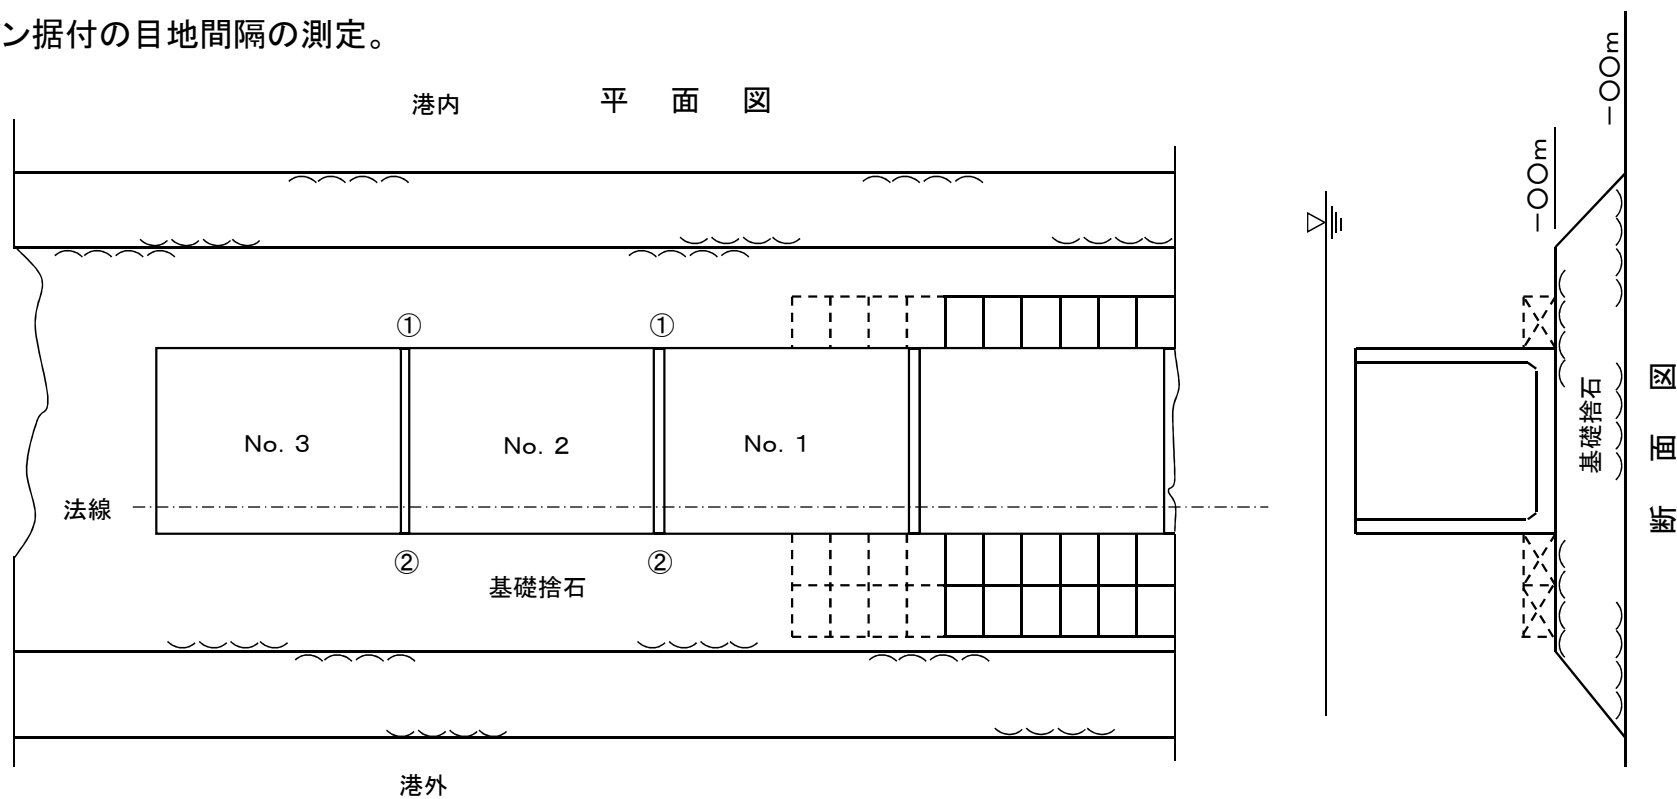 ン据付の目地間隔の測定。
港内
平 面 図
-○○m
-○○m
①
①
No. 3
No. 2
No. 1
法線
②
②
基礎捨石
基礎捨石
断 面 図
港外